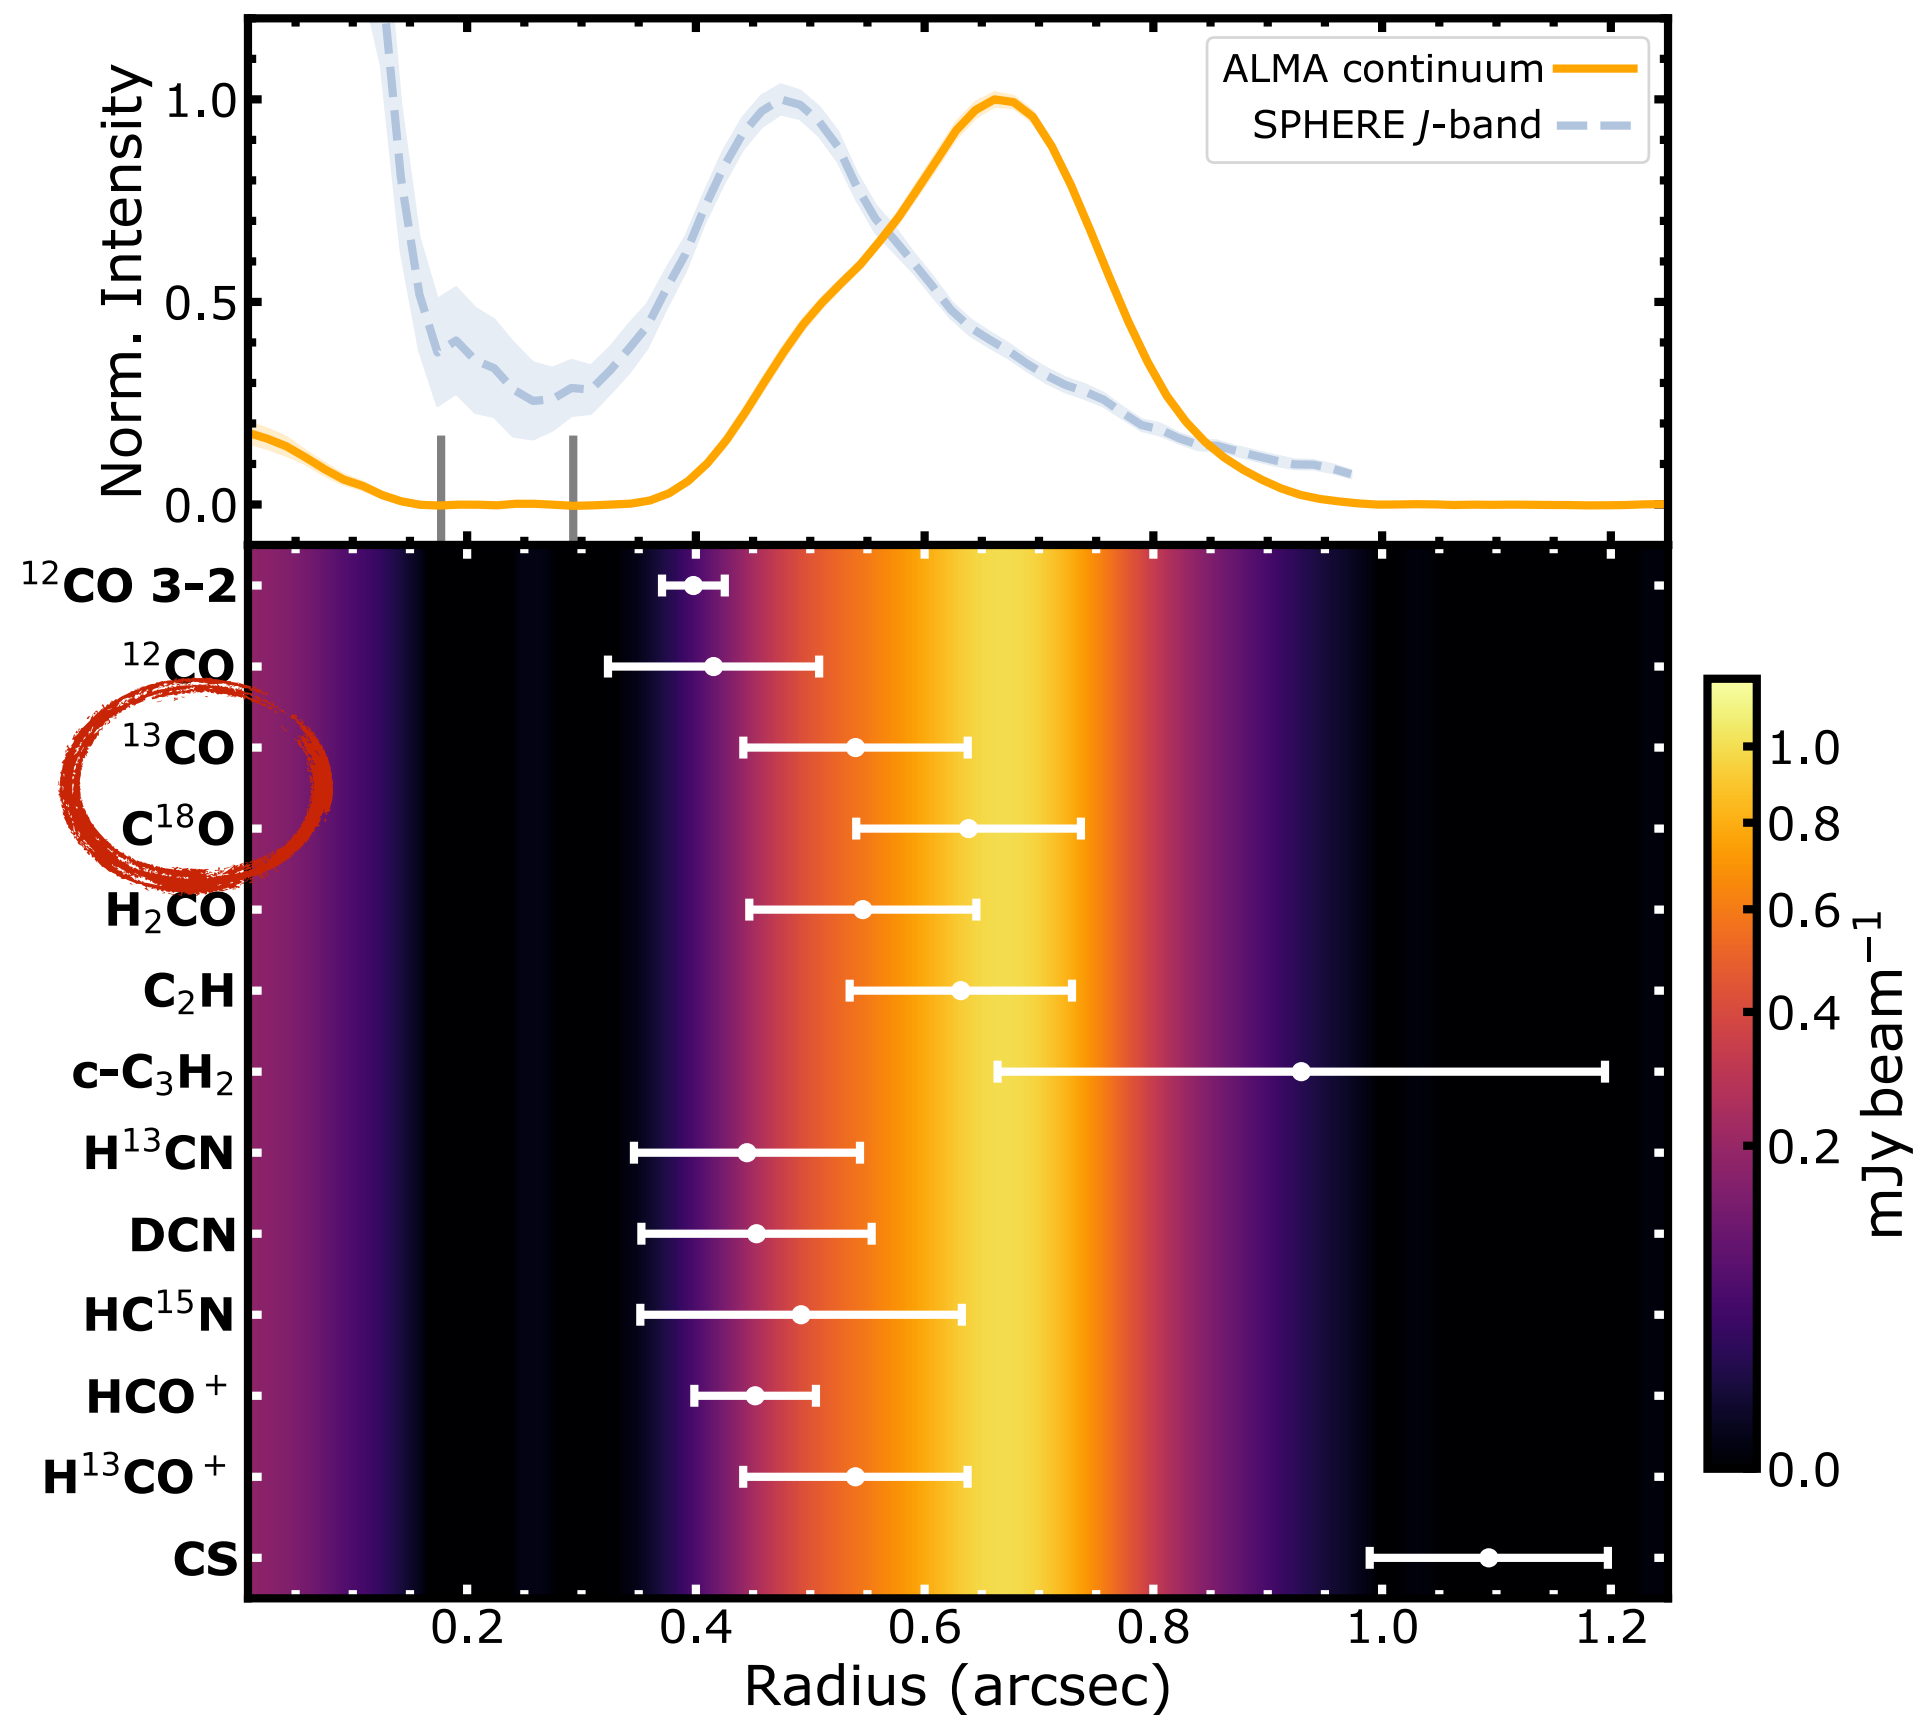 Norm. Intensity
1.0
0.5
0.0
ALMA continuum
SPHERE J-band
¹²CO 3-2
¹²CO
¹³CO
C¹⁸O
H₂CO
C₂H
c-C₃H₂
H¹³CN
DCN
HC¹⁵N
HCO⁺
H¹³CO⁺
CS
0.2 0.4 0.6 0.8 1.0 1.2
Radius (arcsec)
1.0
0.8
0.6
0.4
0.2
0.0
mJy beam⁻¹